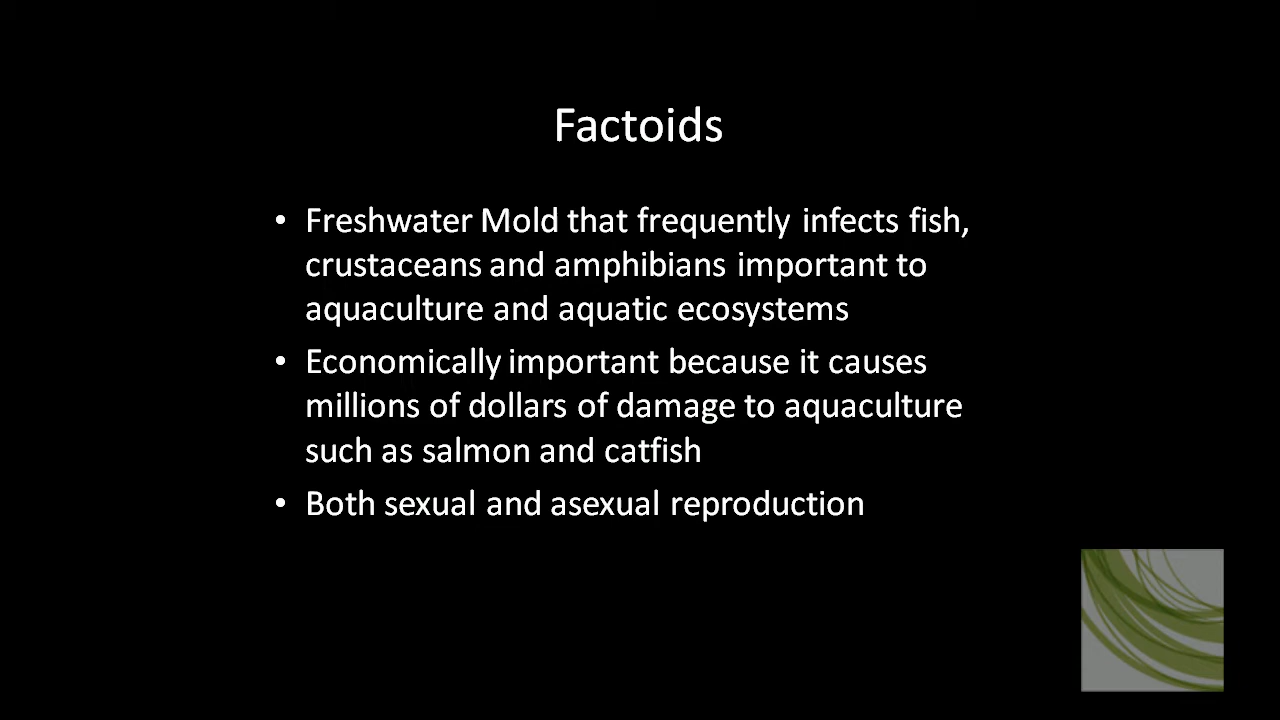 Factoids
• Freshwater Mold that frequently infects fish,
crustaceans and amphibians important to
aquaculture and aquatic ecosystems
• Economically important because it causes
millions of dollars of damage to aquaculture
such as salmon and catfish
• Both sexual and asexual reproduction